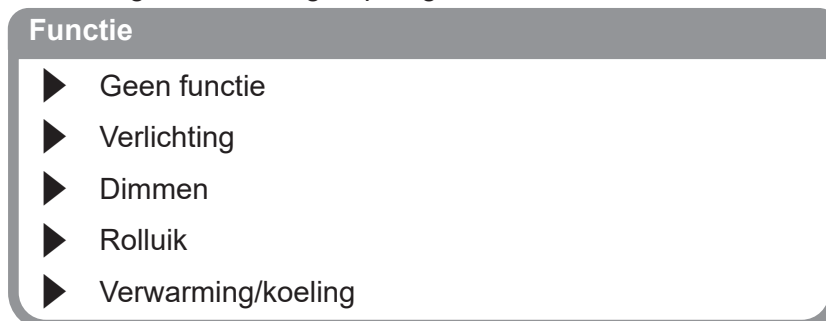 Functie
Geen functie
Verlichting
Dimmen
Rolluik
Verwarming/koeling